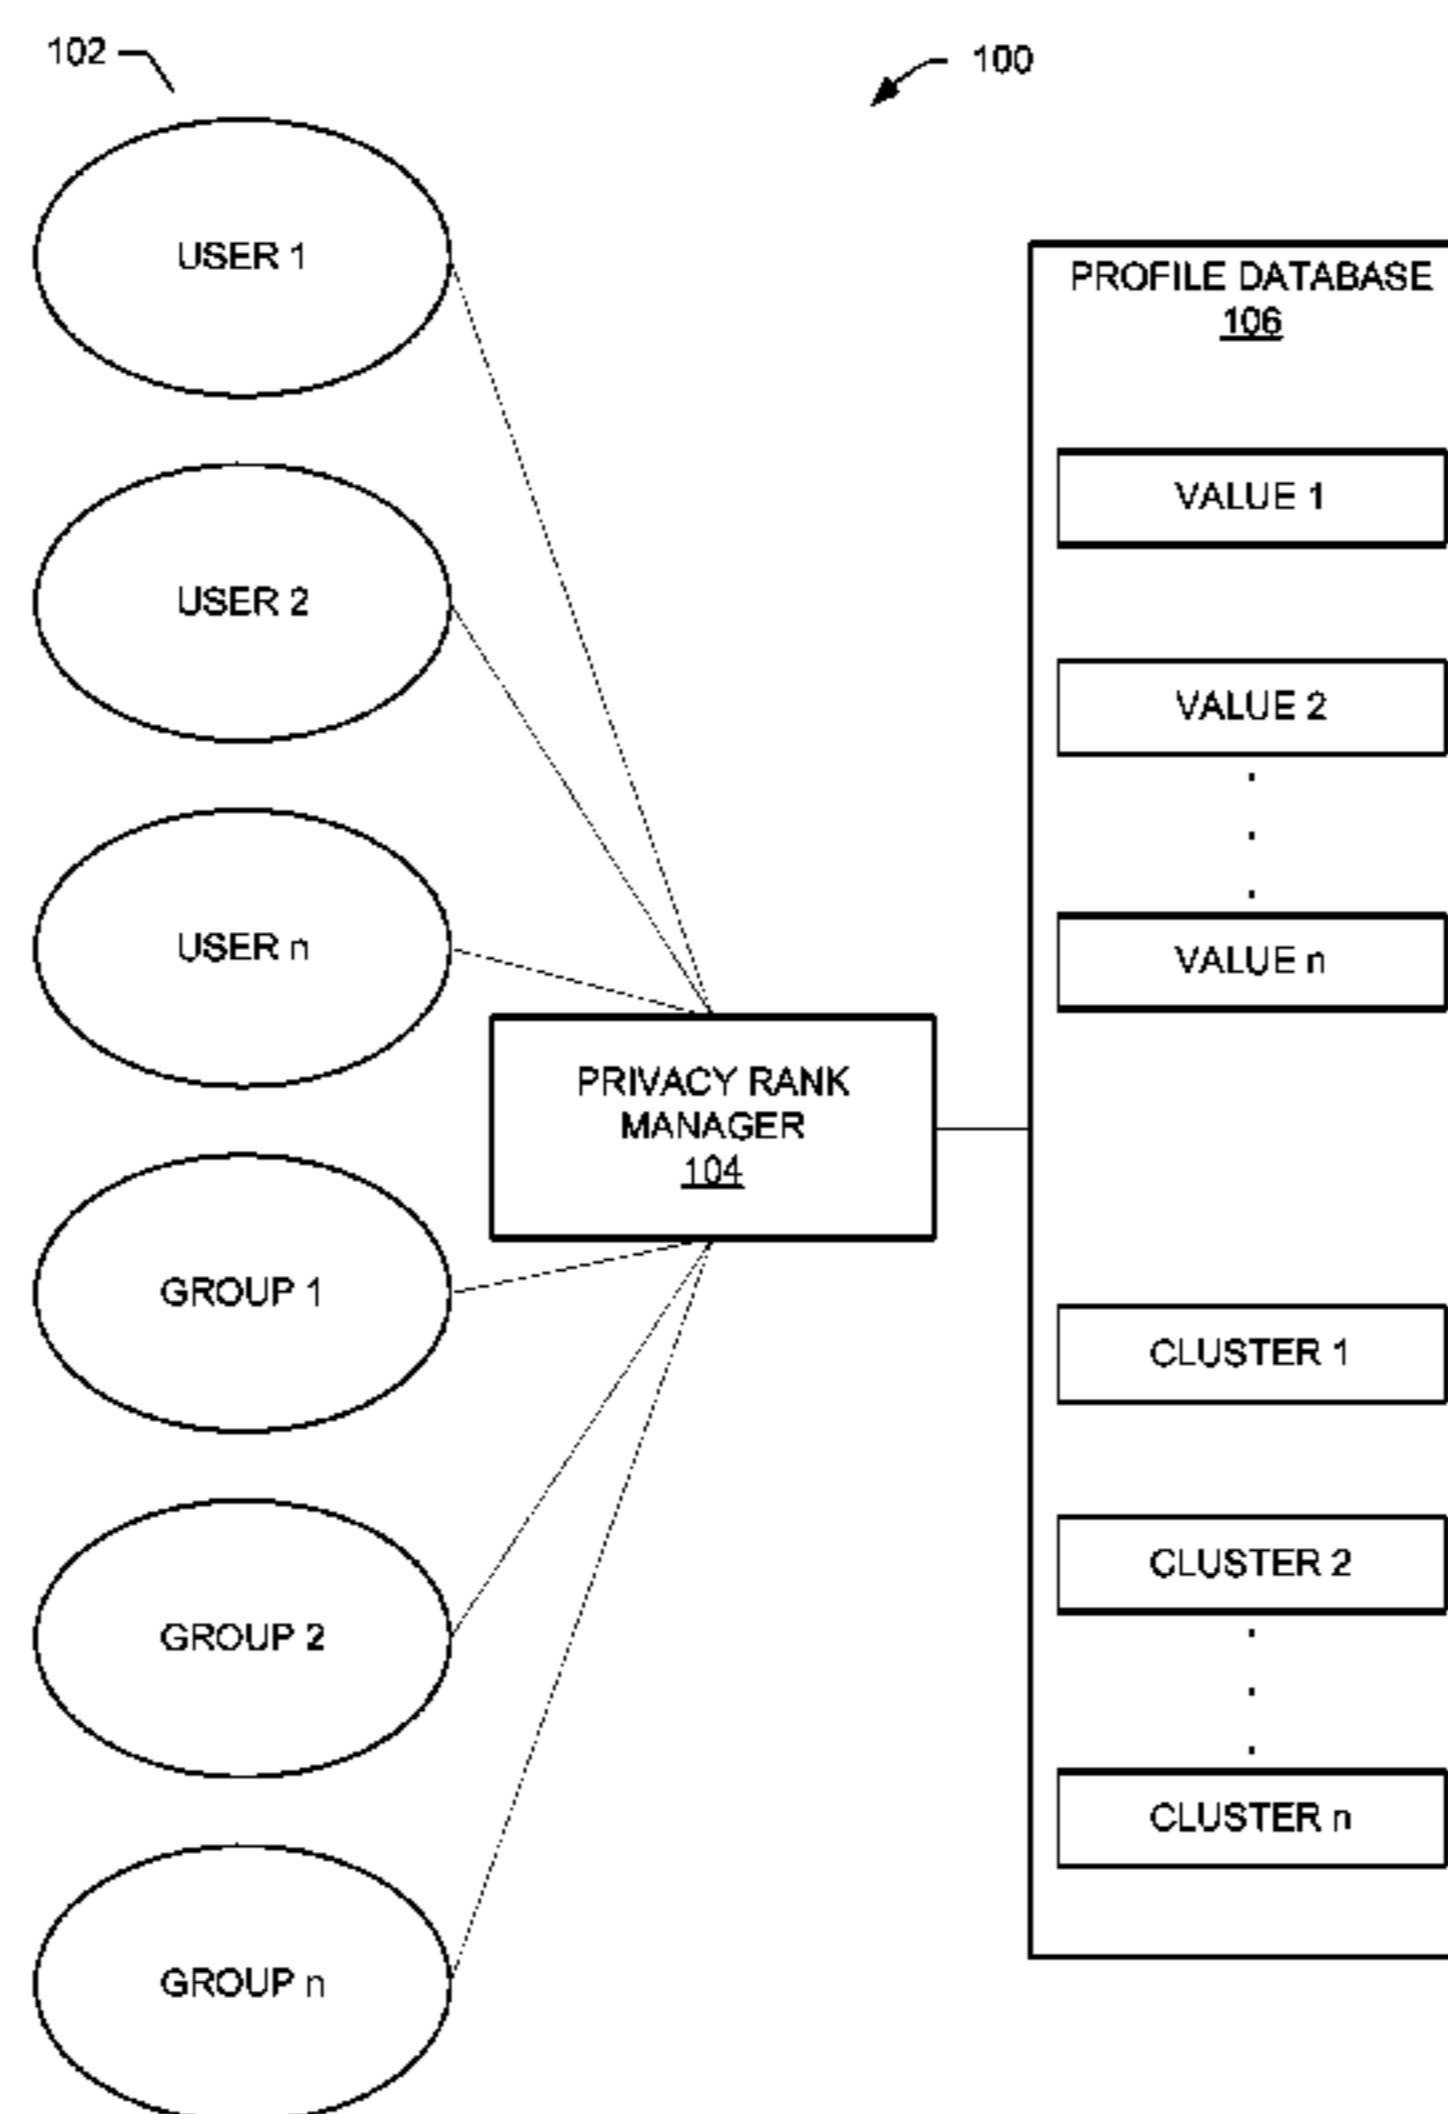 102
100
USER 1
USER 2
USER n
GROUP 1
GROUP 2
GROUP n
PRIVACY RANK
MANAGER
104
PROFILE DATABASE
106
VALUE 1
VALUE 2
.
.
.
VALUE n
CLUSTER 1
CLUSTER 2
.
.
.
CLUSTER n